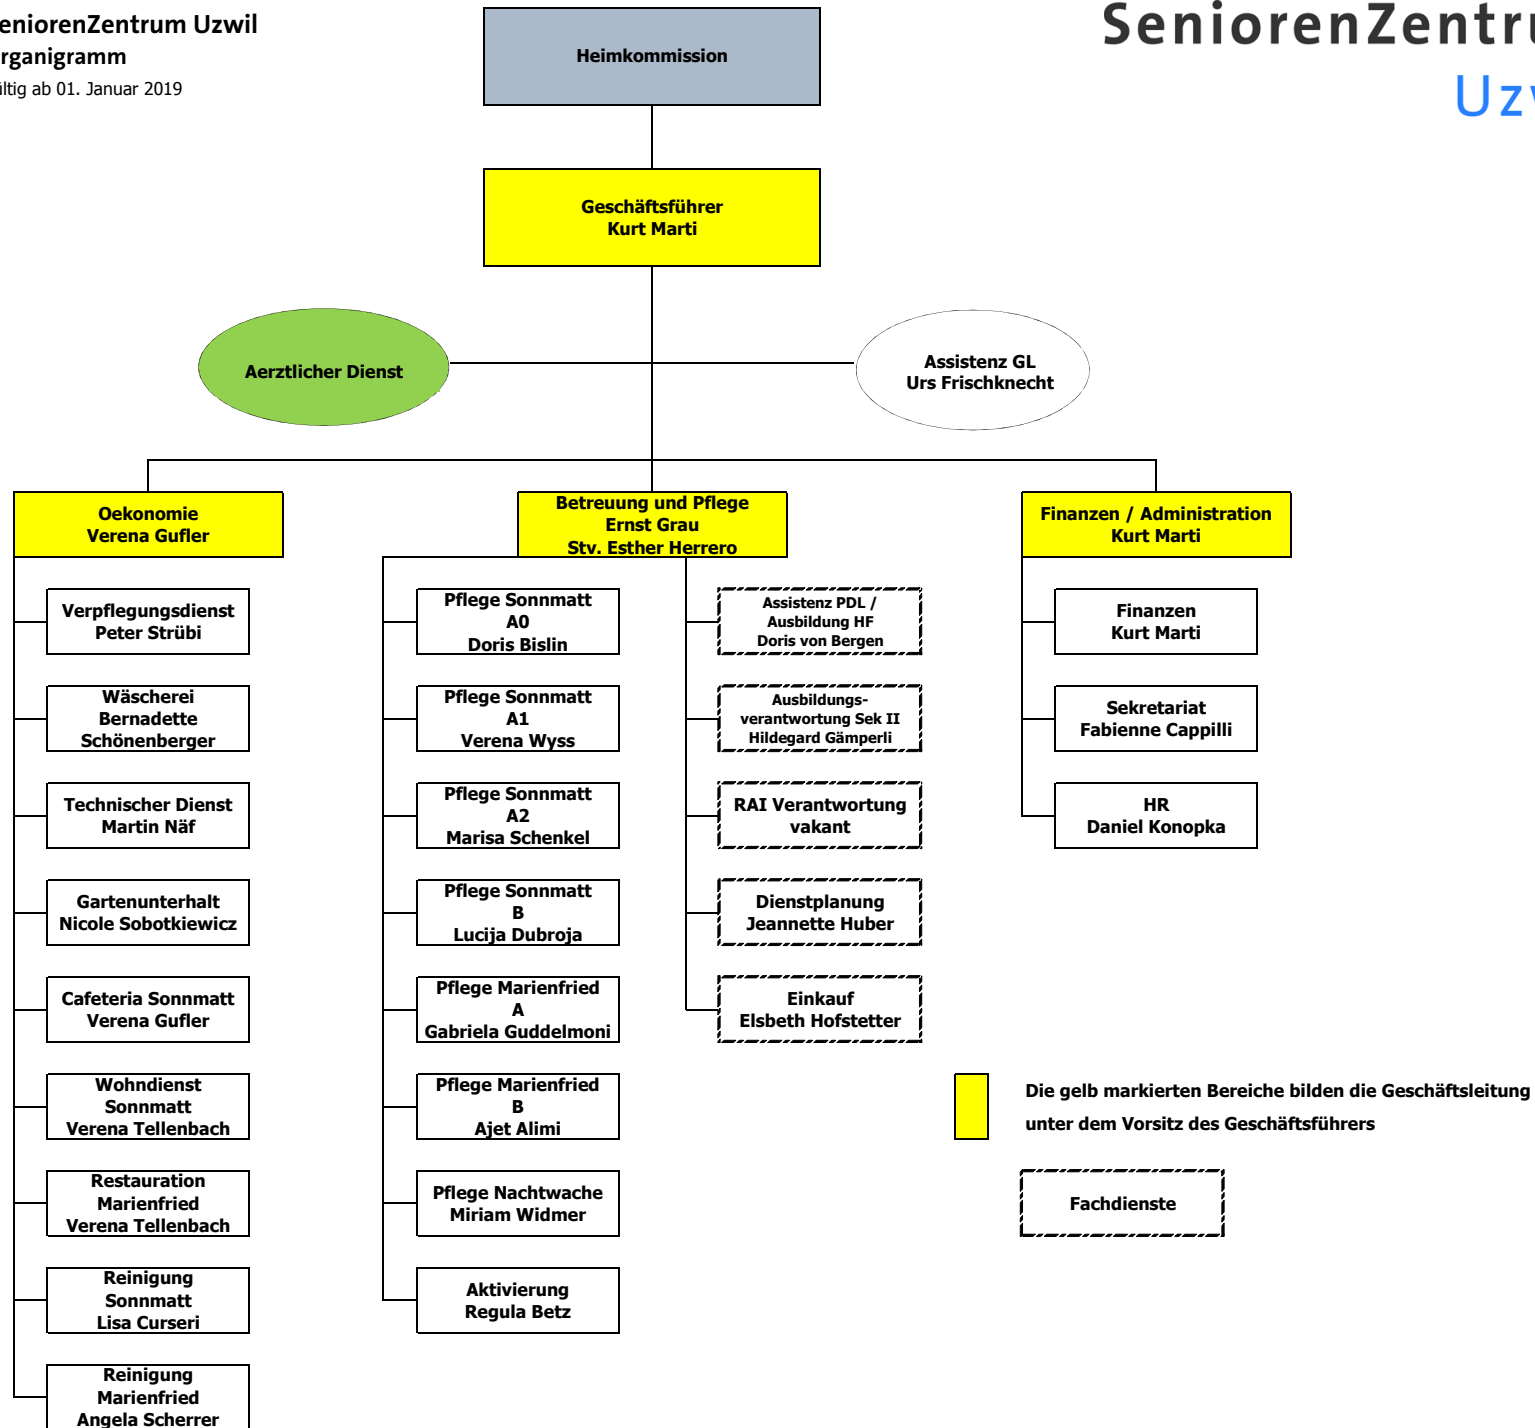 eniorenZentrum Uzwil
rganigramm
ültig ab 01. Januar 2019
SeniorenZentru
Uzw
Heimkommission
Geschäftsführer
Kurt Marti
Aerztlicher Dienst
Assistenz GL
Urs Frischknecht
Oekonomie
Verena Gufler
Verpflegungsdienst
Peter Strübi
Wäscherei
Bernadette
Schönenberger
Technischer Dienst
Martin Näf
Gartenunterhalt
Nicole Sobotkiewicz
Cafeteria Sonnmatt
Verena Gufler
Wohndienst
Sonnmatt
Verena Tellenbach
Restauration
Marienfried
Verena Tellenbach
Reinigung
Sonnmatt
Lisa Curseri
Reinigung
Marienfried
Angela Scherrer
Betreuung und Pflege
Ernst Grau
Stv. Esther Herrero
Pflege Sonnmatt
A0
Doris Bislin
Pflege Sonnmatt
A1
Verena Wyss
Pflege Sonnmatt
A2
Marisa Schenkel
Pflege Sonnmatt
B
Lucija Dubroja
Pflege Marienfried
A
Gabriela Guddelmoni
Pflege Marienfried
B
Ajet Alimi
Pflege Nachtwache
Miriam Widmer
Aktivierung
Regula Betz
Assistenz PDL /
Ausbildung HF
Doris von Bergen
Ausbildungs-
verantwortung Sek II
Hildegard Gämperli
RAI Verantwortung
vakant
Dienstplanung
Jeannette Huber
Einkauf
Elsbeth Hofstetter
Finanzen / Administration
Kurt Marti
Finanzen
Kurt Marti
Sekretariat
Fabienne Cappilli
HR
Daniel Konopka
Die gelb markierten Bereiche bilden die Geschäftsleitung
unter dem Vorsitz des Geschäftsführers
Fachdienste